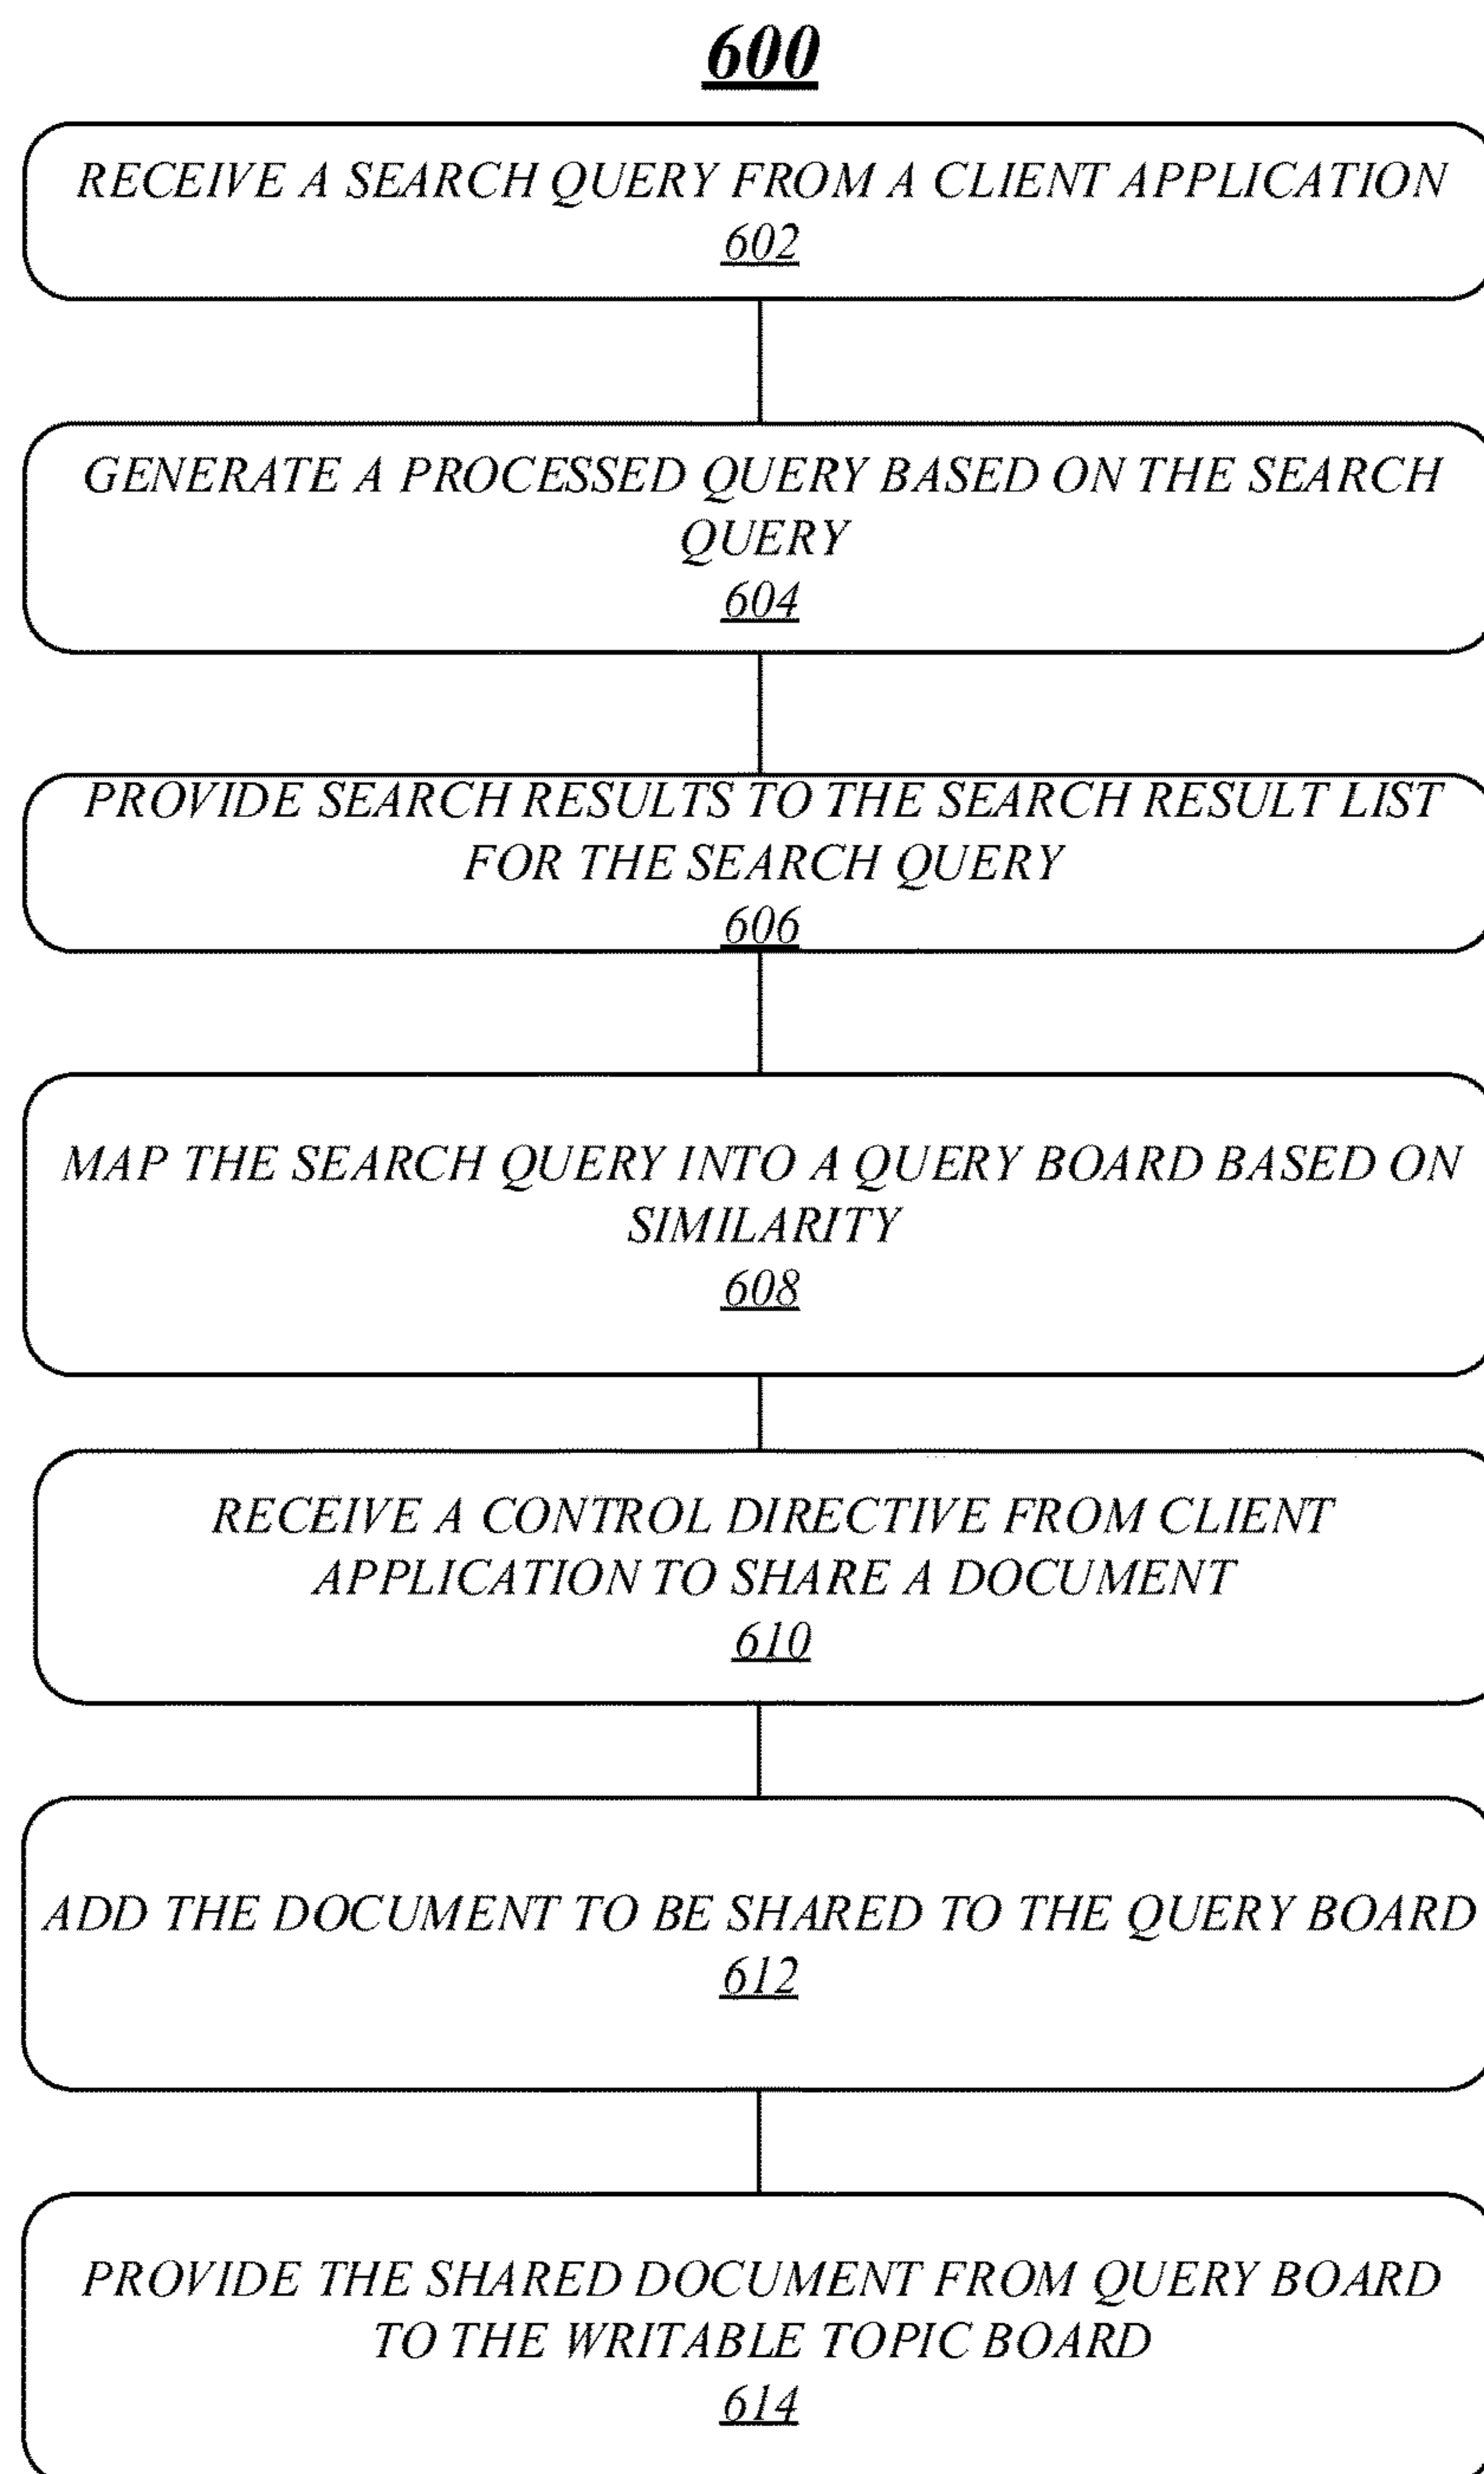 600
RECEIVE A SEARCH QUERY FROM A CLIENT APPLICATION
602
GENERATE A PROCESSED QUERY BASED ON THE SEARCH
QUERY
604
PROVIDE SEARCH RESULTS TO THE SEARCH RESULT LIST
FOR THE SEARCH QUERY
606
MAP THE SEARCH QUERY INTO A QUERY BOARD BASED ON
SIMILARITY
608
RECEIVE A CONTROL DIRECTIVE FROM CLIENT
APPLICATION TO SHARE A DOCUMENT
610
ADD THE DOCUMENT TO BE SHARED TO THE QUERY BOARD
612
PROVIDE THE SHARED DOCUMENT FROM QUERY BOARD
TO THE WRITABLE TOPIC BOARD
614